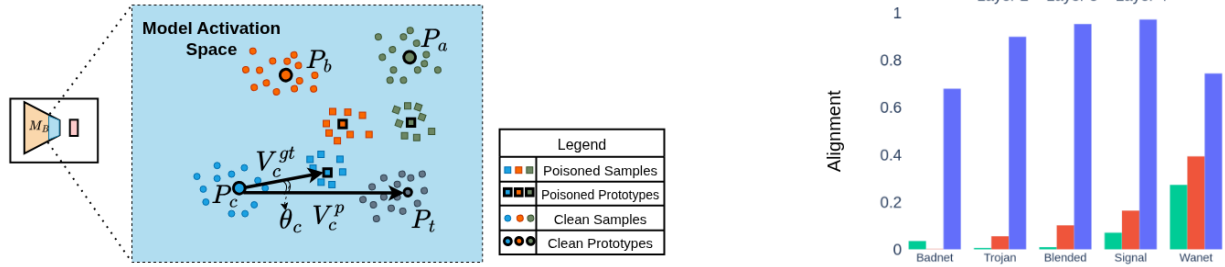 Model Activation
Space
P_b
P_a
M_B
V_c^{gt}
P_c
θ_c
V_c^p
P_t
Legend
Poisoned Samples
Poisoned Prototypes
Clean Samples
Clean Prototypes
Alignment
1
0.8
0.6
0.4
0.2
0
Badnet
Trojan
Blended
Signal
Wanet